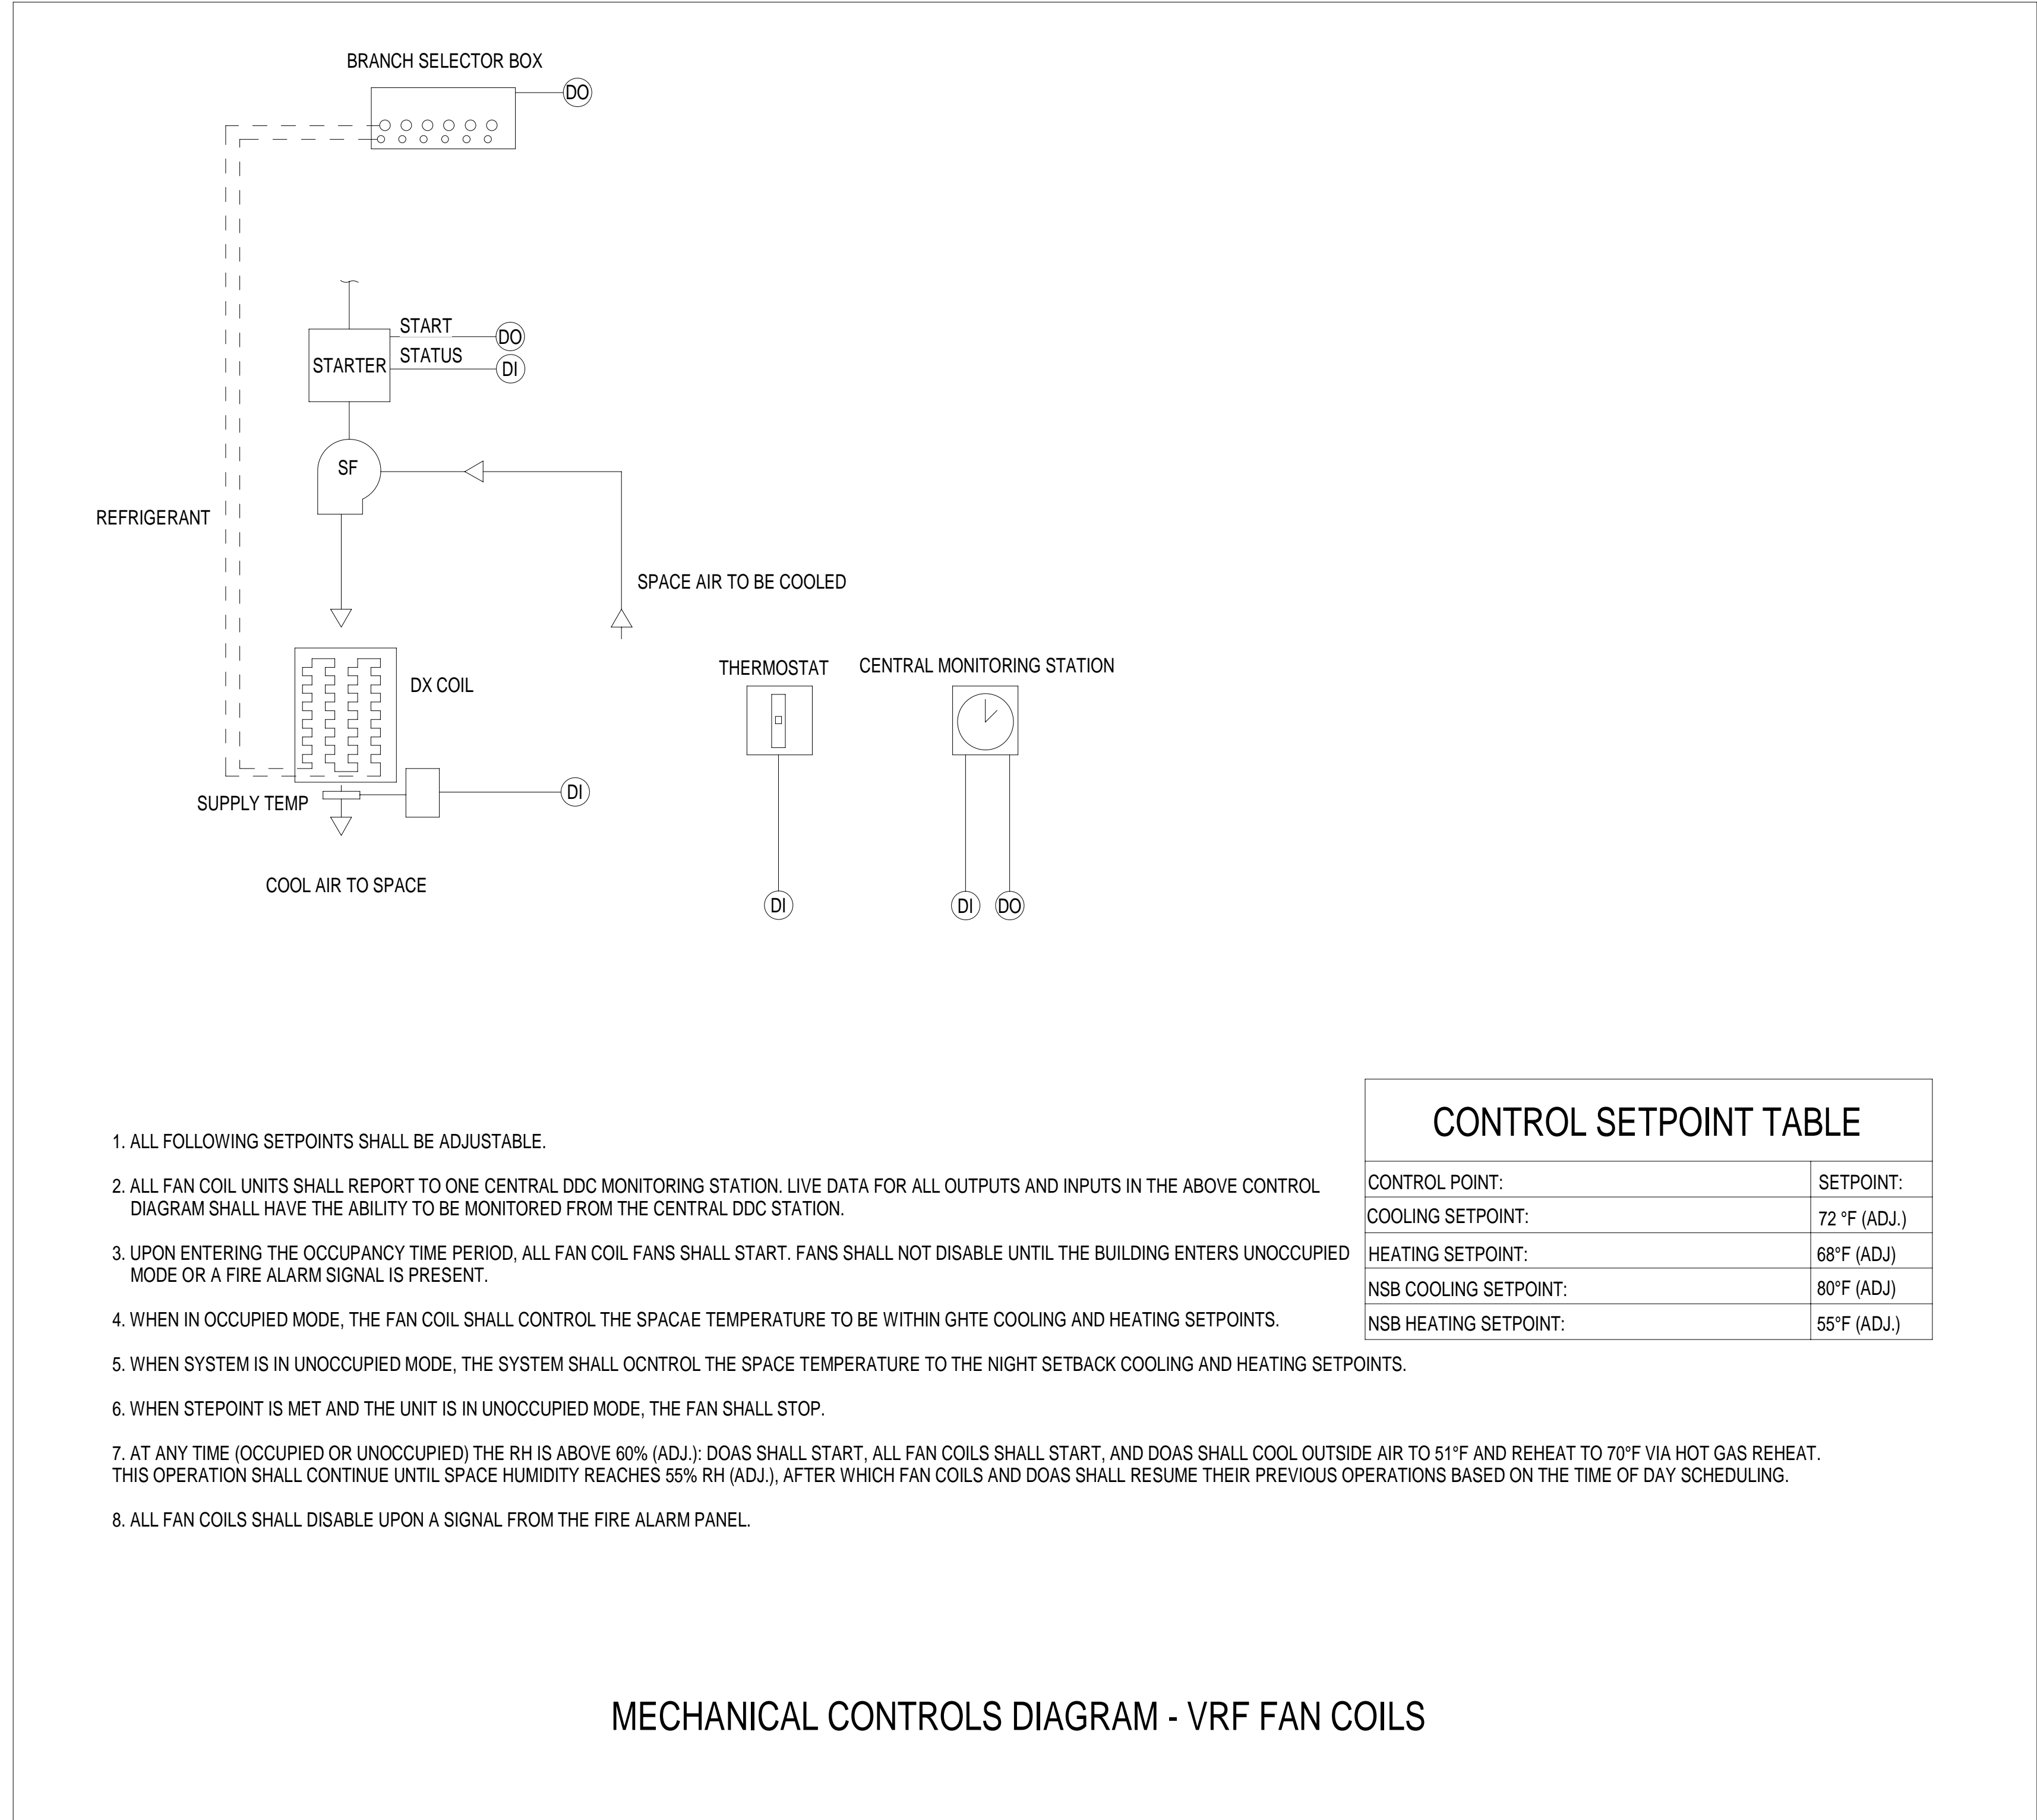 BRANCH SELECTOR BOX
DO
START
DO
STARTER
STATUS
DI
SF
REFRIGERANT
SPACE AIR TO BE COOLED
THERMOSTAT
CENTRAL MONITORING STATION
DX COIL
SUPPLY TEMP
DI
COOL AIR TO SPACE
DI
DI
DO
CONTROL SETPOINT TABLE
CONTROL POINT: SETPOINT:
COOLING SETPOINT: 72 °F (ADJ.)
HEATING SETPOINT: 68°F (ADJ)
NSB COOLING SETPOINT: 80°F (ADJ)
NSB HEATING SETPOINT: 55°F (ADJ.)
1. ALL FOLLOWING SETPOINTS SHALL BE ADJUSTABLE.
2. ALL FAN COIL UNITS SHALL REPORT TO ONE CENTRAL DDC MONITORING STATION. LIVE DATA FOR ALL OUTPUTS AND INPUTS IN THE ABOVE CONTROL
DIAGRAM SHALL HAVE THE ABILITY TO BE MONITORED FROM THE CENTRAL DDC STATION.
3. UPON ENTERING THE OCCUPANCY TIME PERIOD, ALL FAN COIL FANS SHALL START. FANS SHALL NOT DISABLE UNTIL THE BUILDING ENTERS UNOCCUPIED
MODE OR A FIRE ALARM SIGNAL IS PRESENT.
4. WHEN IN OCCUPIED MODE, THE FAN COIL SHALL CONTROL THE SPACAE TEMPERATURE TO BE WITHIN GHTE COOLING AND HEATING SETPOINTS.
5. WHEN SYSTEM IS IN UNOCCUPIED MODE, THE SYSTEM SHALL OCNTROL THE SPACE TEMPERATURE TO THE NIGHT SETBACK COOLING AND HEATING SETPOINTS.
6. WHEN STEPOINT IS MET AND THE UNIT IS IN UNOCCUPIED MODE, THE FAN SHALL STOP.
7. AT ANY TIME (OCCUPIED OR UNOCCUPIED) THE RH IS ABOVE 60% (ADJ.): DOAS SHALL START, ALL FAN COILS SHALL START, AND DOAS SHALL COOL OUTSIDE AIR TO 51°F AND REHEAT TO 70°F VIA HOT GAS REHEAT.
THIS OPERATION SHALL CONTINUE UNTIL SPACE HUMIDITY REACHES 55% RH (ADJ.), AFTER WHICH FAN COILS AND DOAS SHALL RESUME THEIR PREVIOUS OPERATIONS BASED ON THE TIME OF DAY SCHEDULING.
8. ALL FAN COILS SHALL DISABLE UPON A SIGNAL FROM THE FIRE ALARM PANEL.
MECHANICAL CONTROLS DIAGRAM - VRF FAN COILS